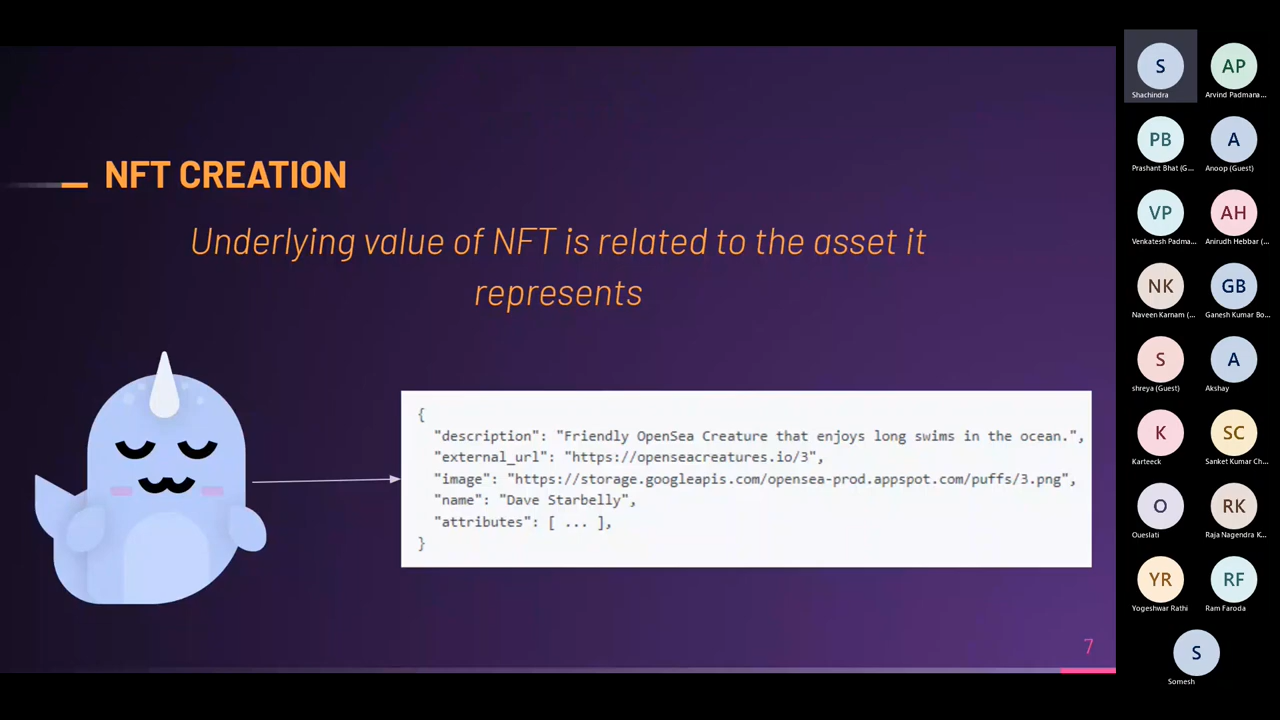 NFT CREATION
Underlying value of NFT is related to the asset it
represents
{
"description": "Friendly OpenSea Creature that enjoys long swims in the ocean.",
"external_url": "https://openseacreatures.io/3",
"image": "https://storage.googleapis.com/opensea-prod.appspot.com/puffs/3.png",
"name": "Dave Starbelly",
"attributes": [ ... ],
}
7
S
Shachindra
AP
Arvind Padmana...
PB
Prashant Bhat (G...
A
Anoop (Guest)
VP
Venkatesh Padma...
AH
Anirudh Hebbar (...
NK
Naveen Karnam (...
GB
Ganesh Kumar Bo...
S
shreya (Guest)
A
Akshay
K
Karteeck
SC
Sanket Kumar Ch...
O
Oueslati
RK
Raja Nagendra K...
YR
Yogeshwar Rathi
RF
Ram Faroda
S
Somesh